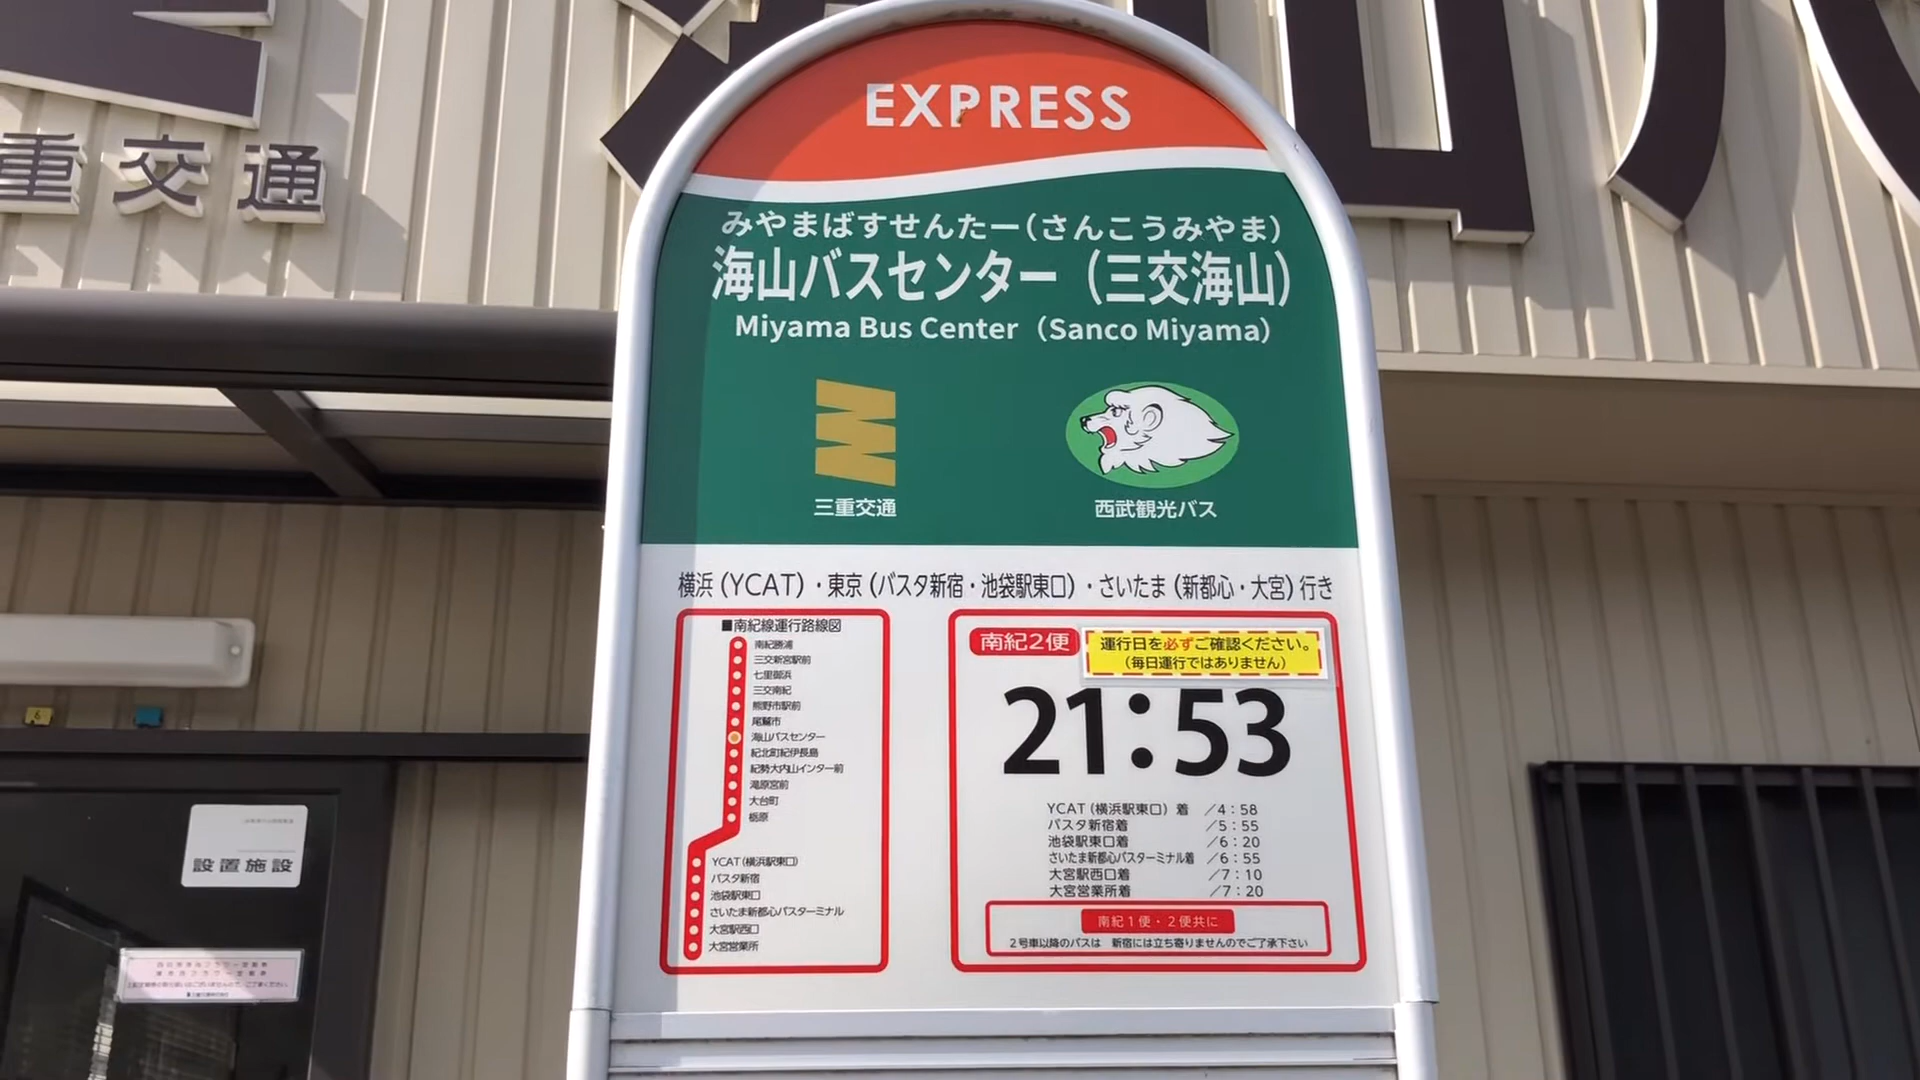 重交通
EXPRESS
みやまばすせんたー(さんこうみやま)
海山バスセンター(三交海山)
Miyama Bus Center (Sanco Miyama)
三重交通
西武観光バス
横浜(YCAT)・東京(バスタ新宿・池袋駅東口)・さいたま(新都心・大宮)行き
■南紀線運行路線図
南紀勝浦
三交新宮駅前
七里御浜
三交南紀
熊野市駅前
尾鷲市
海山バスセンター
紀北町紀伊長島
紀勢大内山インター前
滝原宮前
大台町
栃原
YCAT(横浜駅東口)
バスタ新宿
池袋駅東口
さいたま新都心バスターミナル
大宮駅西口
大宮営業所
南紀2便
運行日を必ずご確認ください。
(毎日運行ではありません)
21:53
YCAT(横浜駅東口)着 /4:58
バスタ新宿着 /5:55
池袋駅東口着 /6:20
さいたま新都心バスターミナル着 /6:55
大宮駅西口着 /7:10
大宮営業所着 /7:20
南紀1便・2便共に
2号車以降のバスは 新宿には立ち寄りませんのでご了承下さい
設置施設
6